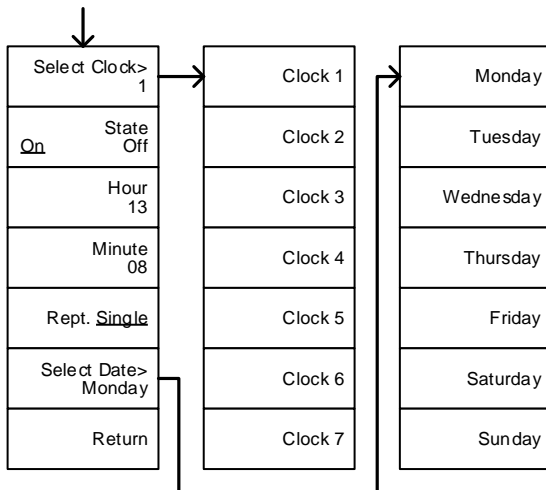 Select Clock>
1
State
On Off
Hour
13
Minute
08
Rept. Single
Select Date>
Monday
Return
Clock 1
Clock 2
Clock 3
Clock 4
Clock 5
Clock 6
Clock 7
Monday
Tuesday
Wednesday
Thursday
Friday
Saturday
Sunday